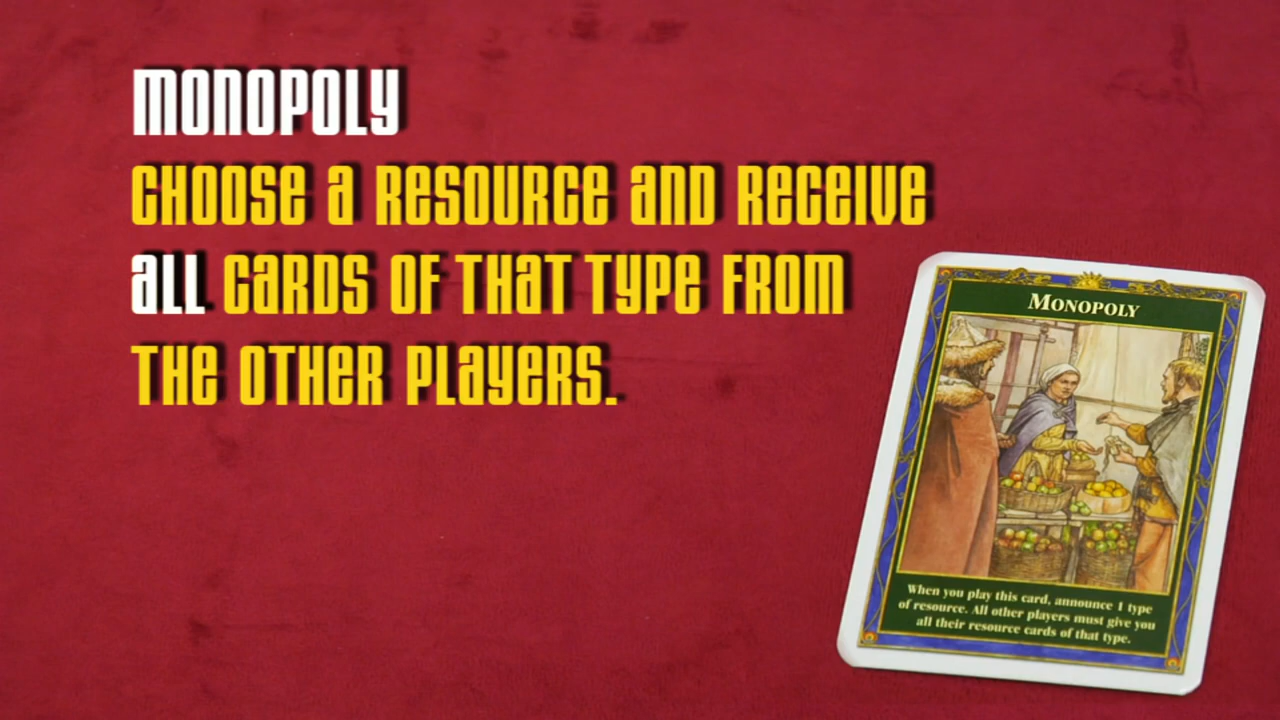 MONOPOLY
CHOOSE A RESOURCE AND RECEIVE
ALL CARDS OF THAT TYPE FROM
THE OTHER PLAYERS.
MONOPOLY
When you play this card, announce 1 type
of resource. All other players must give you
all their resource cards of that type.